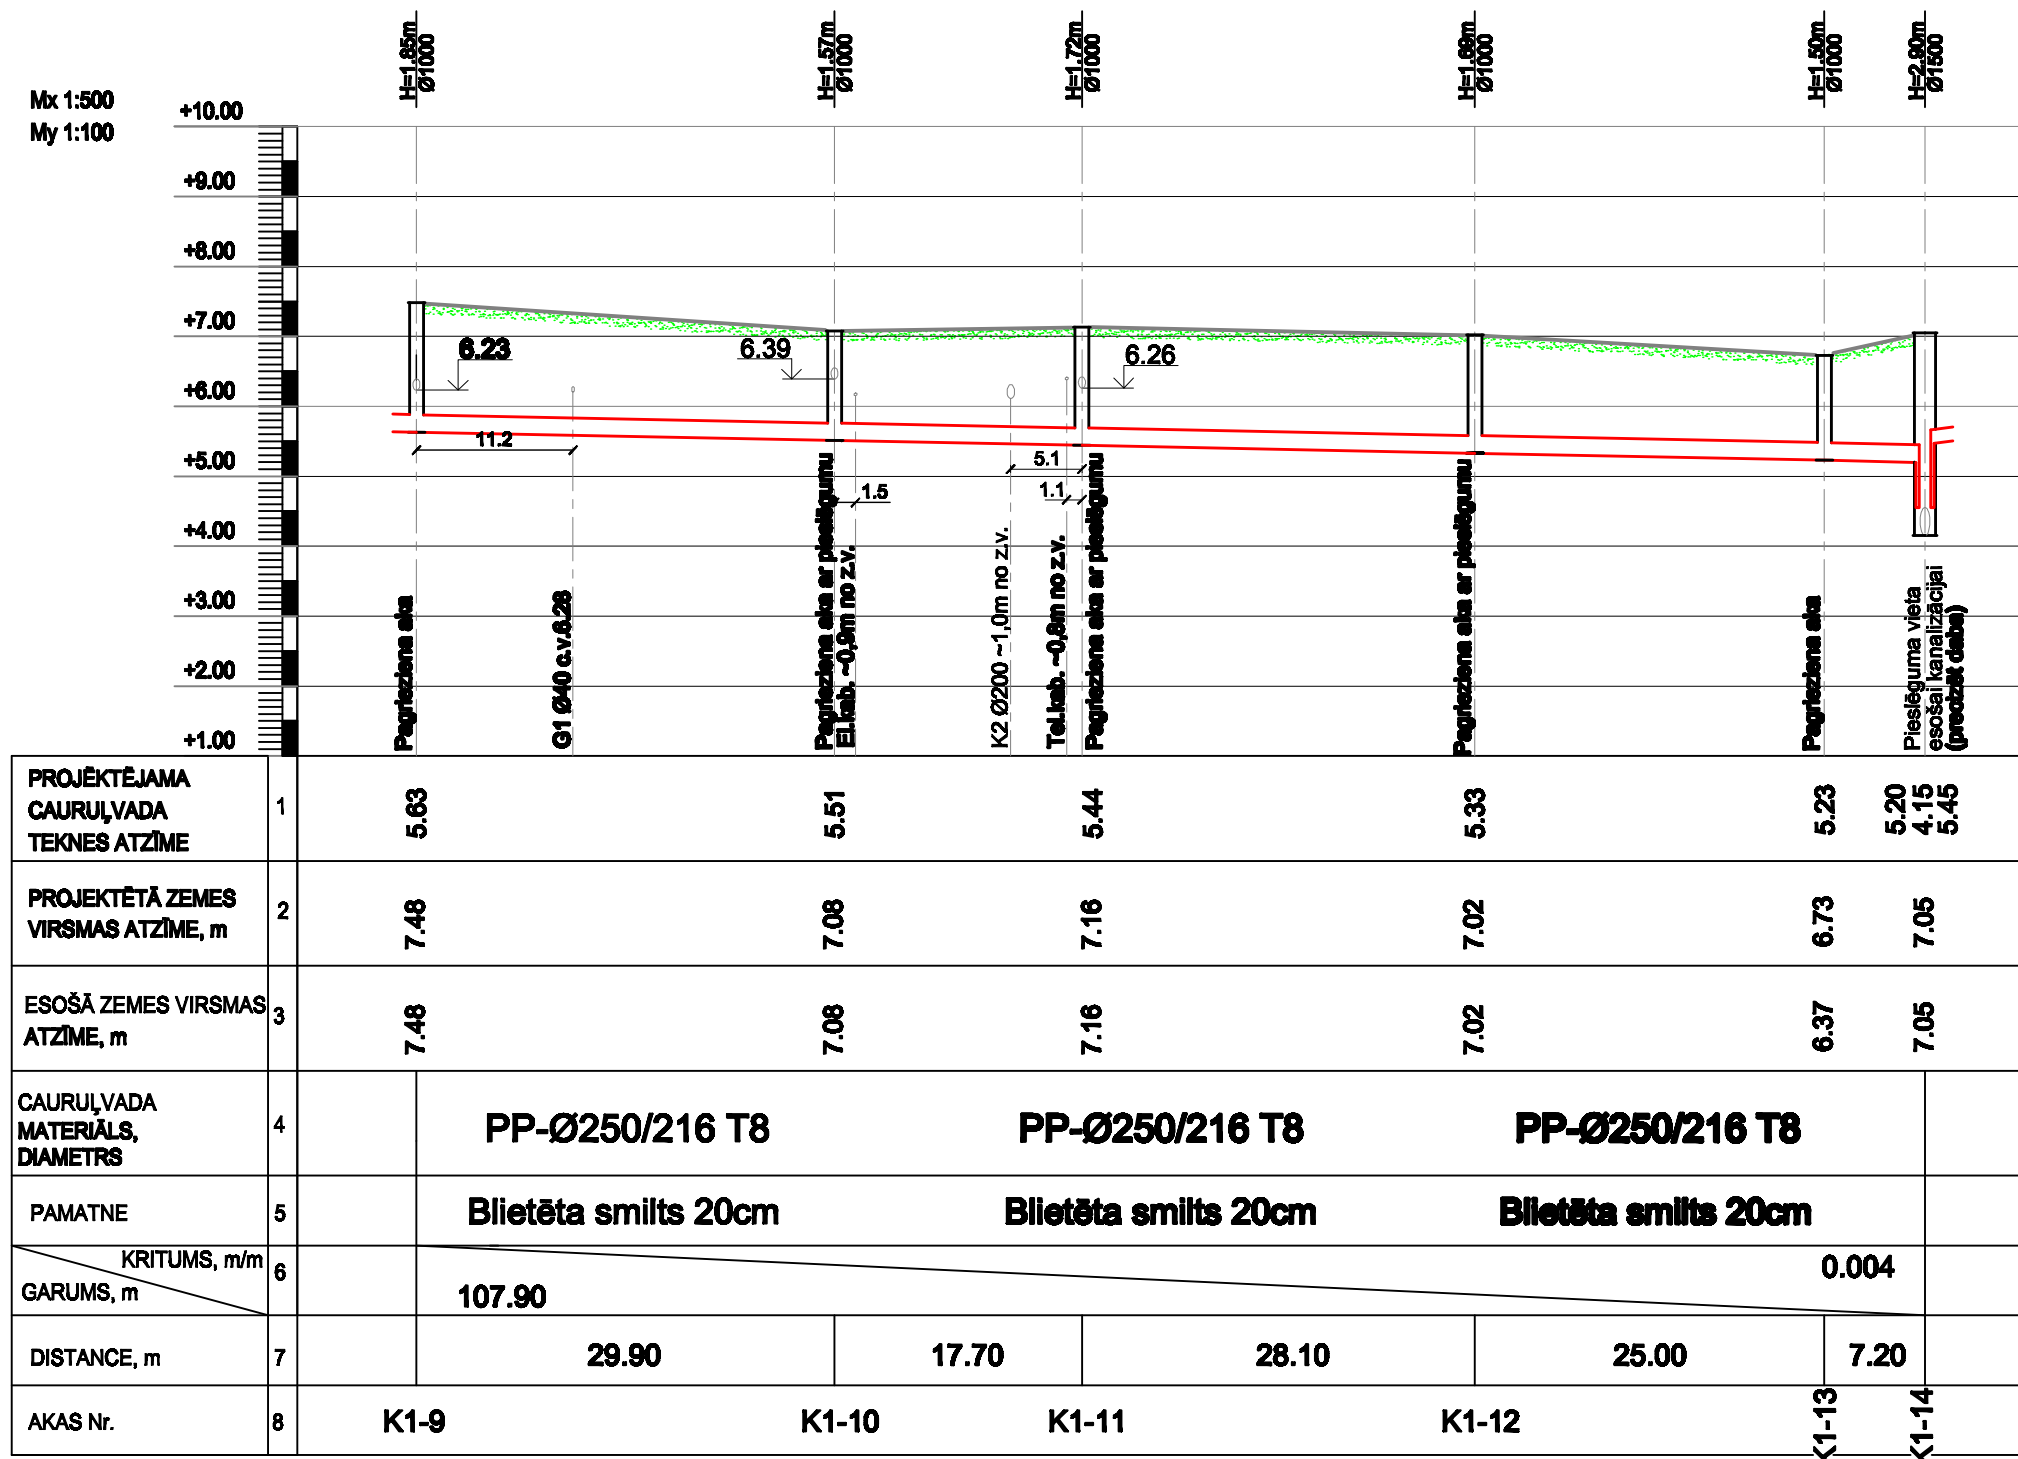 H=1.85m
Ø1000
H=1.57m
Ø1000
H=1.72m
Ø1000
H=1.69m
Ø1000
H=1.50m
Ø1000
H=2.90m
Ø1500
Mx 1:500
My 1:100
+10.00
+9.00
+8.00
+7.00
+6.00
+5.00
+4.00
+3.00
+2.00
+1.00
6.23
6.39
6.26
11.2
1.5
5.1
1.1
Pagrieziena aka
G1 Ø40 c.v.6.28
Pagrieziena aka ar pieslēgumu
El.kab. ~0,9m no z.v.
K2 Ø200 ~1,0m no z.v.
Tel.kab. ~0,8m no z.v.
Pagrieziena aka ar pieslēgumu
Pagrieziena aka ar pieslēgumu
Pagrieziena aka
Pieslēguma vieta
esošai kanalizācijai
(precizēt dabā)
PROJĒKTĒJAMA
CAURUĻVADA
TEKNES ATZĪME
1
5.63
5.51
5.44
5.33
5.23
5.20
4.15
5.45
PROJEKTĒTĀ ZEMES
VIRSMAS ATZĪME, m
2
7.48
7.08
7.16
7.02
6.73
7.05
ESOŠĀ ZEMES VIRSMAS
ATZĪME, m
3
7.48
7.08
7.16
7.02
6.37
7.05
CAURUĻVADA
MATERIĀLS,
DIAMETRS
4
PP-Ø250/216 T8
PP-Ø250/216 T8
PP-Ø250/216 T8
PAMATNE
5
Blietēta smilts 20cm
Blietēta smilts 20cm
Blietēta smilts 20cm
KRITUMS, m/m
GARUMS, m
6
107.90
0.004
DISTANCE, m
7
29.90
17.70
28.10
25.00
7.20
AKAS Nr.
8
K1-9
K1-10
K1-11
K1-12
K1-13
K1-14